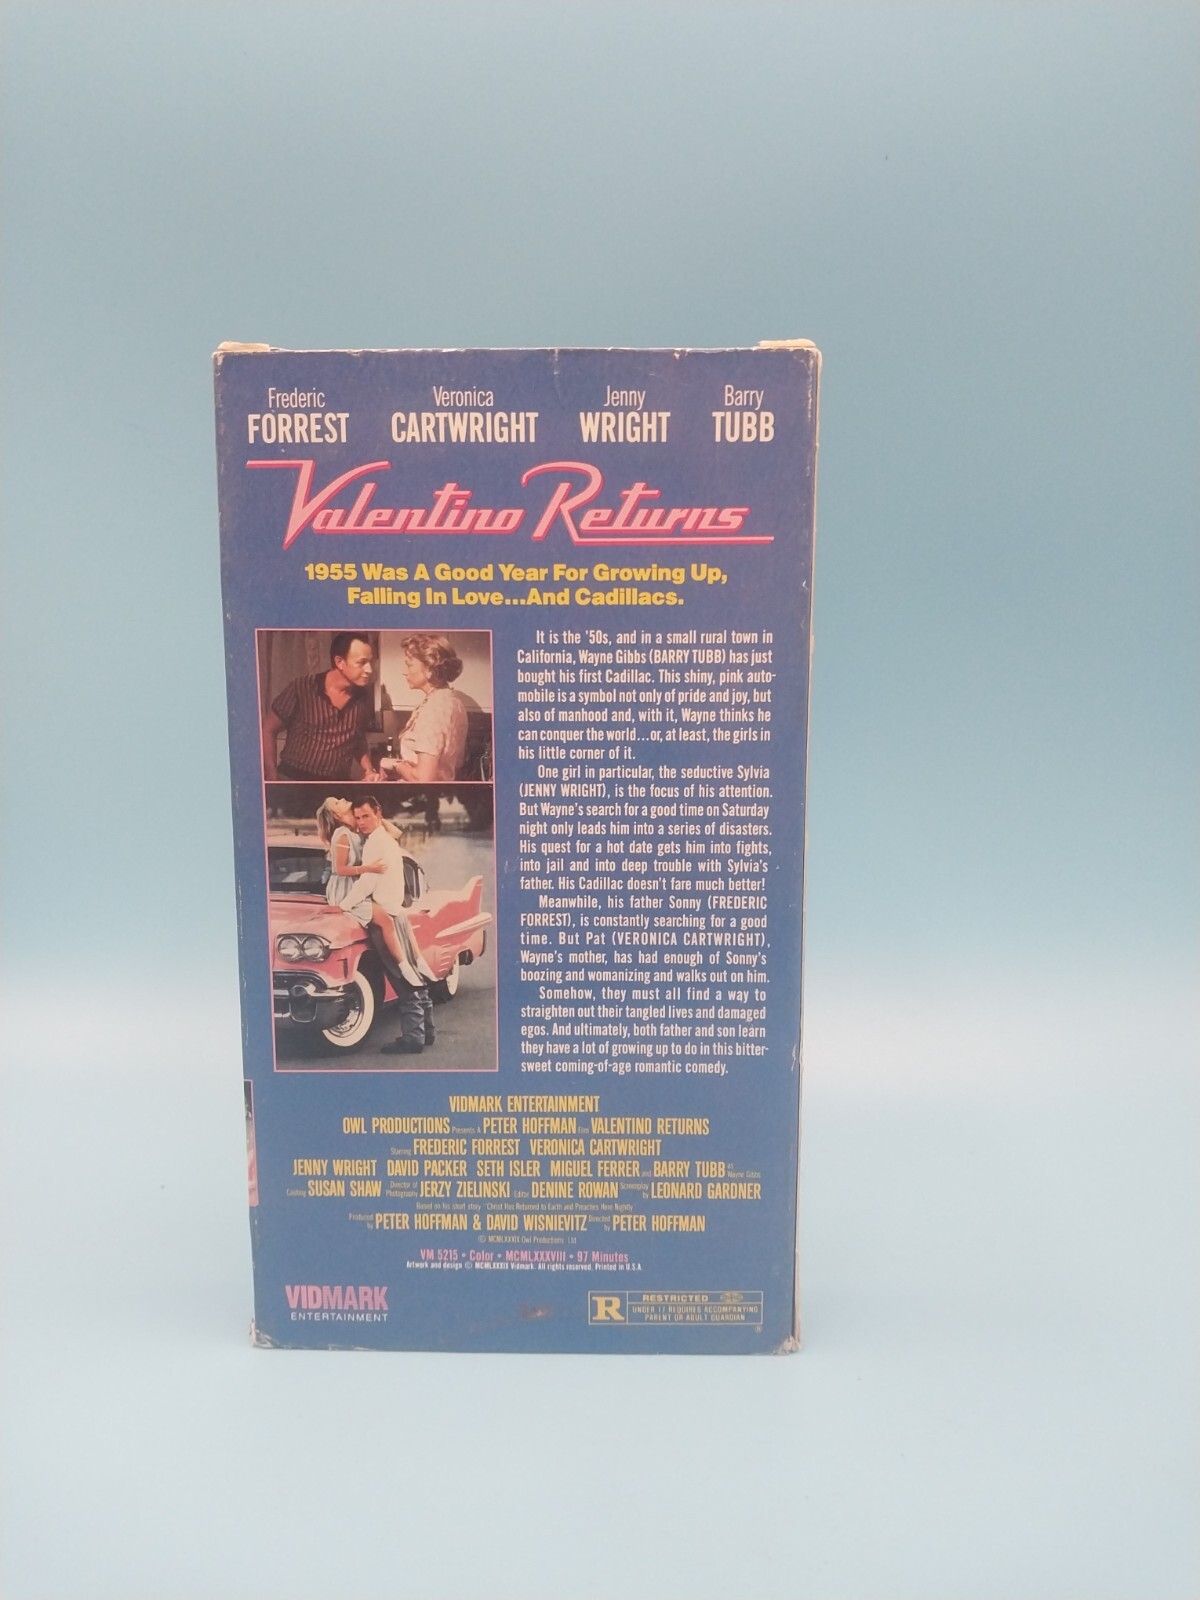 Frederic Veronica Jenny Barry
FORREST CARTWRIGHT WRIGHT TUBB
Valentino Returns
1955 Was A Good Year For Growing Up,
Falling In Love...And Cadillacs.
It is the '50s, and in a small rural town in
California, Wayne Gibbs (BARRY TUBB) has just
bought his first Cadillac. This shiny, pink auto-
mobile is a symbol not only of pride and joy, but
also of manhood and, with it, Wayne thinks he
can conquer the world...or, at least, the girls in
his little corner of it.
One girl in particular, the seductive Sylvia
(JENNY WRIGHT), is the focus of his attention.
But Wayne's search for a good time on Saturday
night only leads him into a series of disasters.
His quest for a hot date gets him into fights,
into jail and into deep trouble with Sylvia's
father. His Cadillac doesn't fare much better!
Meanwhile, his father Sonny (FREDERIC
FORREST), is constantly searching for a good
time. But Pat (VERONICA CARTWRIGHT),
Wayne's mother, has had enough of Sonny's
boozing and womanizing and walks out on him.
Somehow, they must all find a way to
straighten out their tangled lives and damaged
egos. And ultimately, both father and son learn
they have a lot of growing up to do in this bitter-
sweet coming-of-age romantic comedy.
VIDMARK ENTERTAINMENT
OWL PRODUCTIONS Presents A PETER HOFFMAN Film VALENTINO RETURNS
Starring FREDERIC FORREST VERONICA CARTWRIGHT
JENNY WRIGHT DAVID PACKER SETH ISLER MIGUEL FERRER and BARRY TUBB as Wayne Gibbs
Casting SUSAN SHAW Director of Photography JERZY ZIELINSKI Editor DENINE ROWAN Screenplay by LEONARD GARDNER
Based on his short story "Christ Has Returned to Earth and Preaches Here Nightly"
Produced by PETER HOFFMAN & DAVID WISNIEVITZ Directed by PETER HOFFMAN
© MCMLXXXIX Owl Productions, Ltd.
VM 5215 • Color • MCMLXXXVIII • 97 Minutes
Artwork and design © MCMLXXXIX Vidmark. All rights reserved. Printed in U.S.A.
VIDMARK
ENTERTAINMENT
R RESTRICTED
UNDER 17 REQUIRES ACCOMPANYING
PARENT OR ADULT GUARDIAN
®